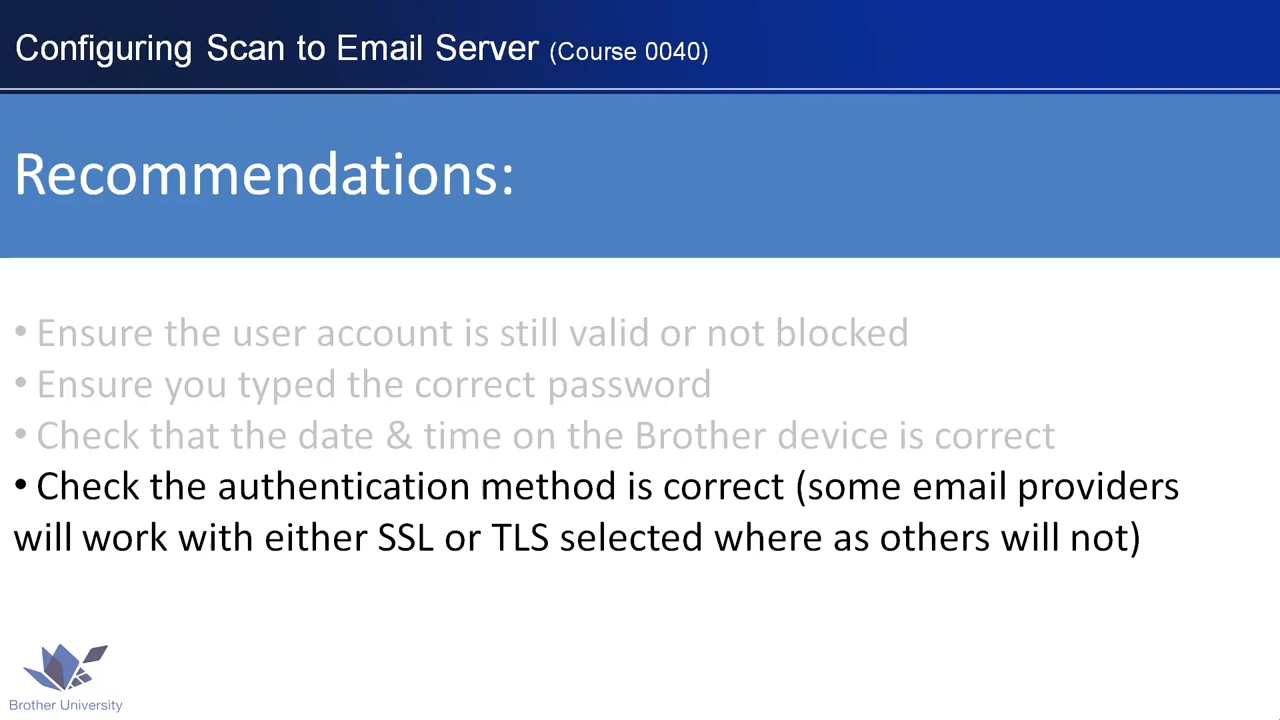 Configuring Scan to Email Server (Course 0040)
Recommendations:
• Ensure the user account is still valid or not blocked
• Ensure you typed the correct password
• Check that the date & time on the Brother device is correct
• Check the authentication method is correct (some email providers
will work with either SSL or TLS selected where as others will not)
Brother University